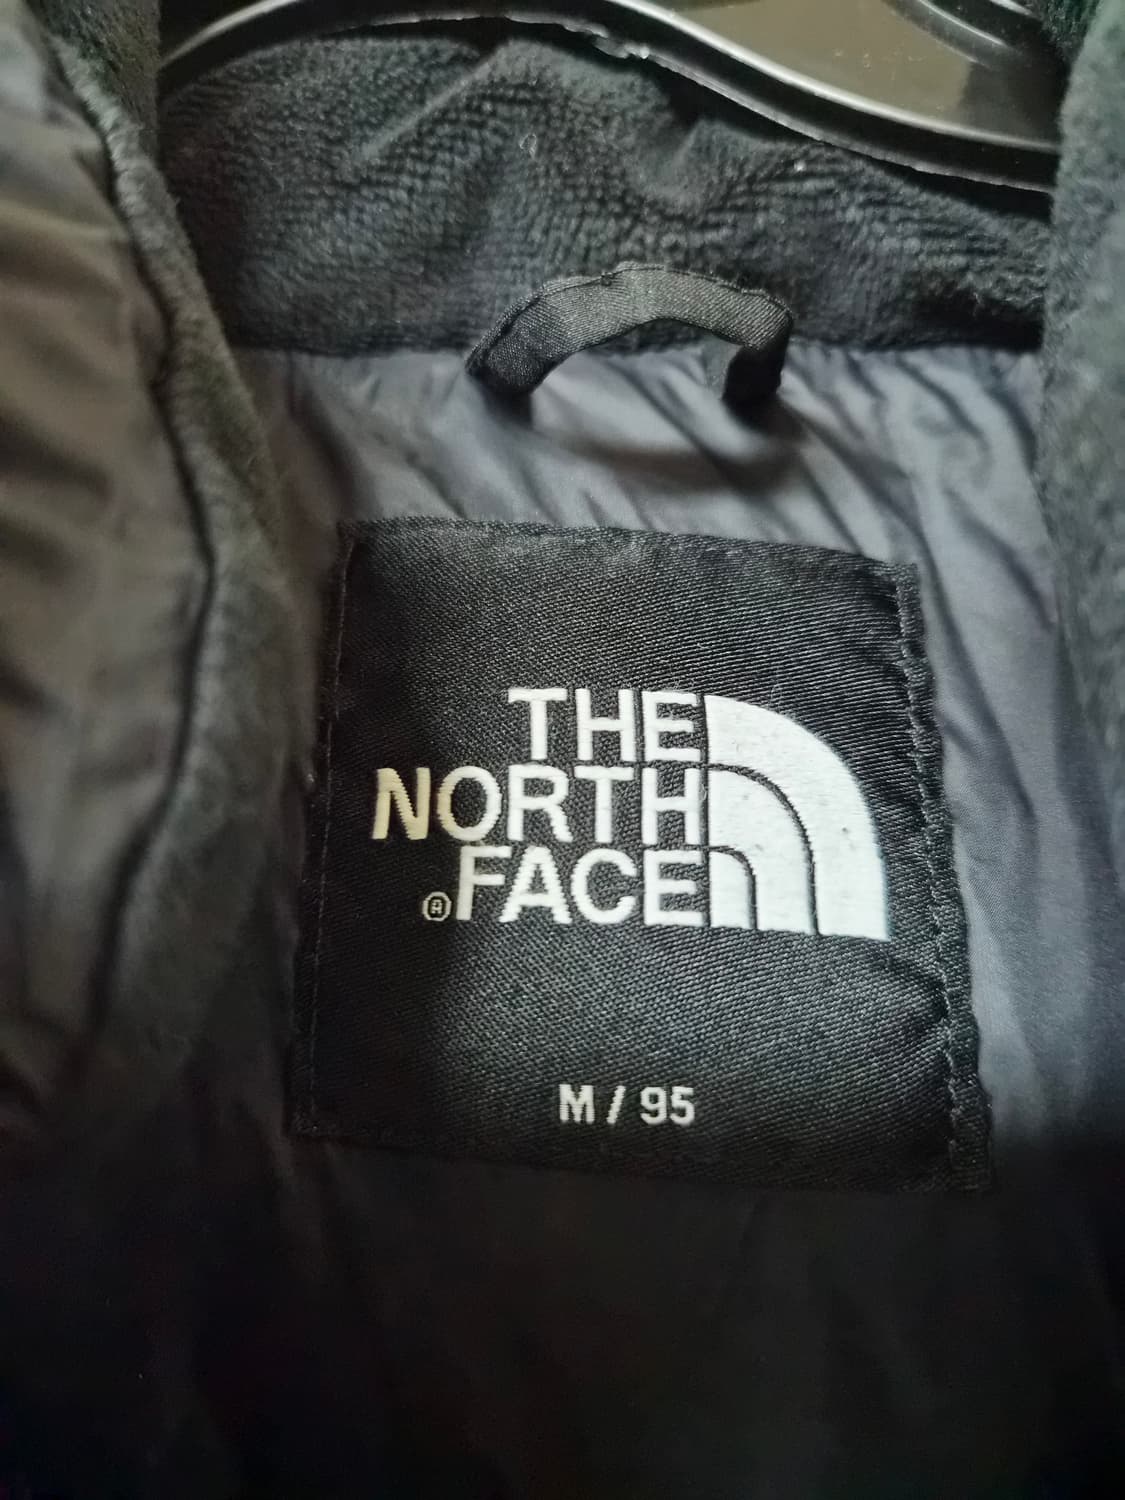 THE
NORTH
®FACE
M / 95